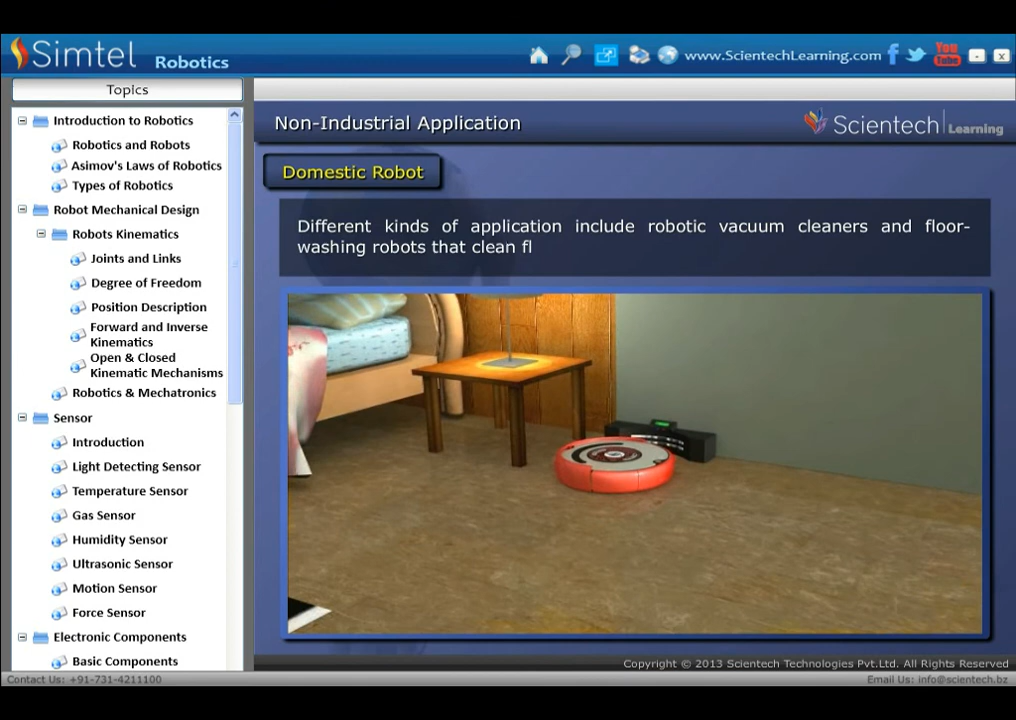 Simtel Robotics
www.ScientechLearning.com
You Tube
Topics
Introduction to Robotics
Robotics and Robots
Asimov's Laws of Robotics
Types of Robotics
Robot Mechanical Design
Robots Kinematics
Joints and Links
Degree of Freedom
Position Description
Forward and Inverse
Kinematics
Open & Closed
Kinematic Mechanisms
Robotics & Mechatronics
Sensor
Introduction
Light Detecting Sensor
Temperature Sensor
Gas Sensor
Humidity Sensor
Ultrasonic Sensor
Motion Sensor
Force Sensor
Electronic Components
Basic Components
Non-Industrial Application
Scientech Learning
Domestic Robot
Different kinds of application include robotic vacuum cleaners and floor-
washing robots that clean fl
Copyright © 2013 Scientech Technologies Pvt.Ltd. All Rights Reserved
Contact Us: +91-731-4211100
Email Us: info@scientech.bz